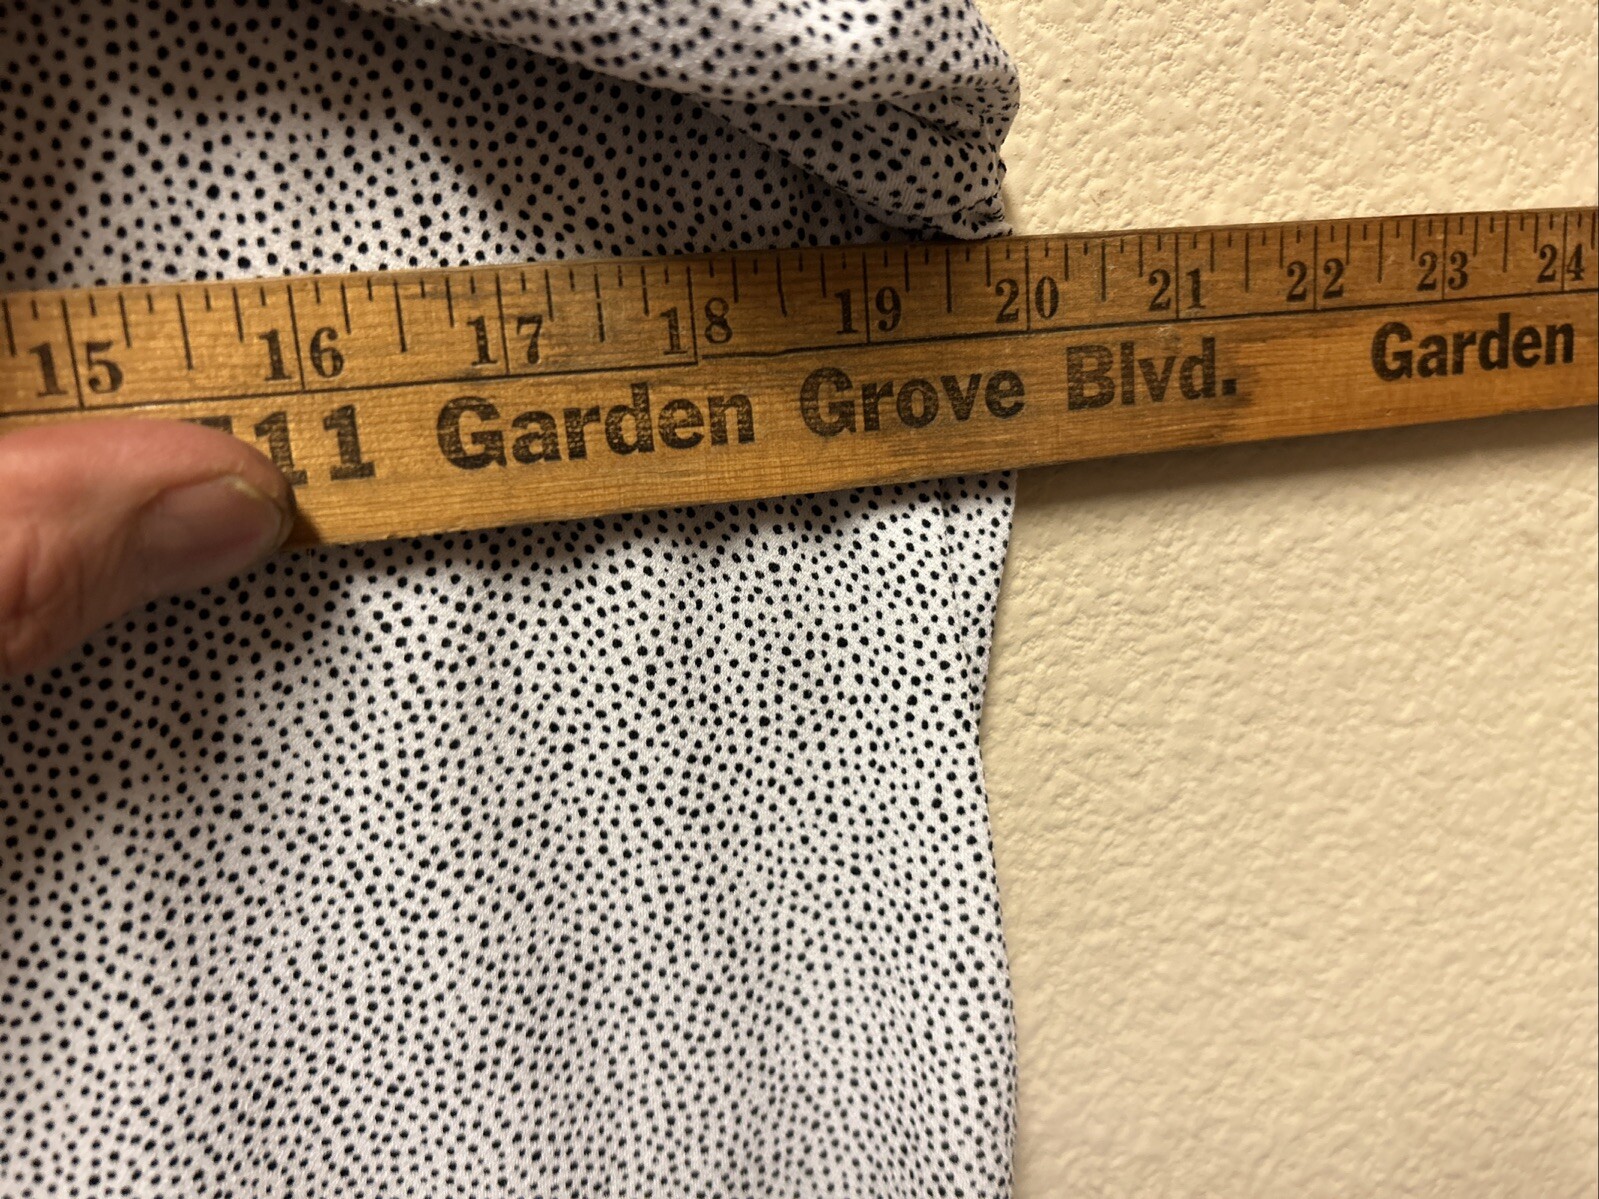 15 16 17 18 19 20 21 22 23 24
11 Garden Grove Blvd. Garden